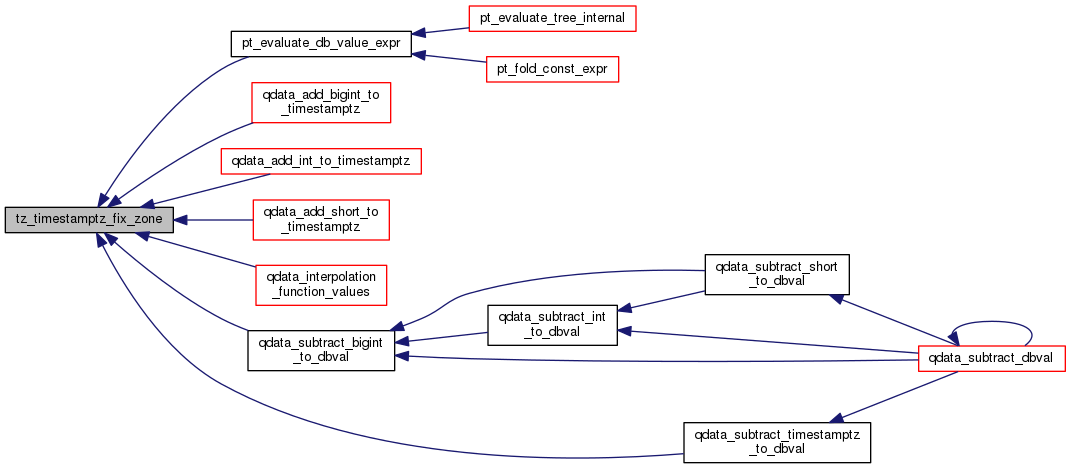 pt_evaluate_tree_internal
pt_evaluate_db_value_expr
pt_fold_const_expr
qdata_add_bigint_to
_timestamptz
qdata_add_int_to_timestamptz
tz_timestamptz_fix_zone
qdata_add_short_to
_timestamptz
qdata_interpolation
_function_values
qdata_subtract_short
_to_dbval
qdata_subtract_int
_to_dbval
qdata_subtract_bigint
_to_dbval
qdata_subtract_dbval
qdata_subtract_timestamptz
_to_dbval